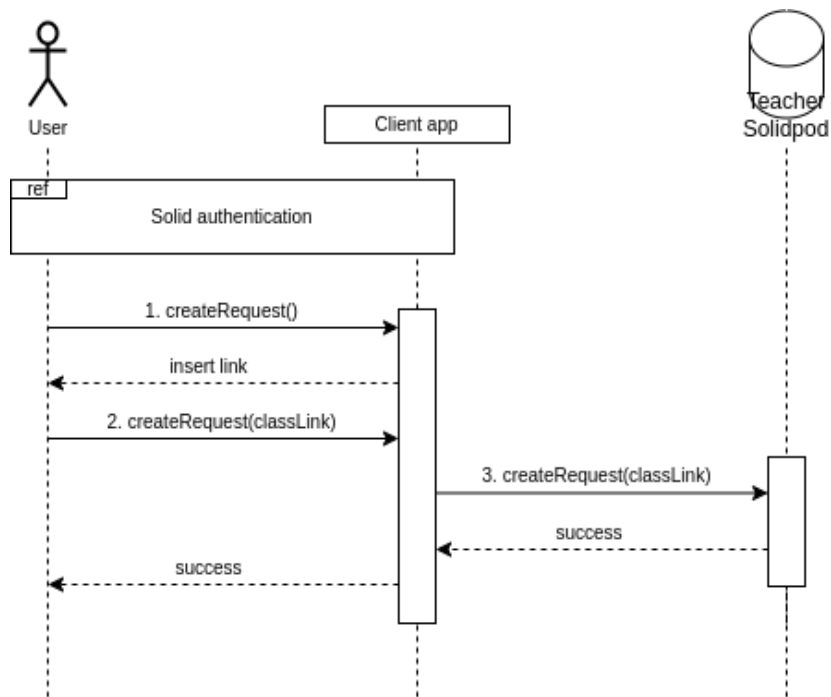 User
Client app
Teacher
Solidpod
ref
Solid authentication
1. createRequest()
insert link
2. createRequest(classLink)
3. createRequest(classLink)
success
success